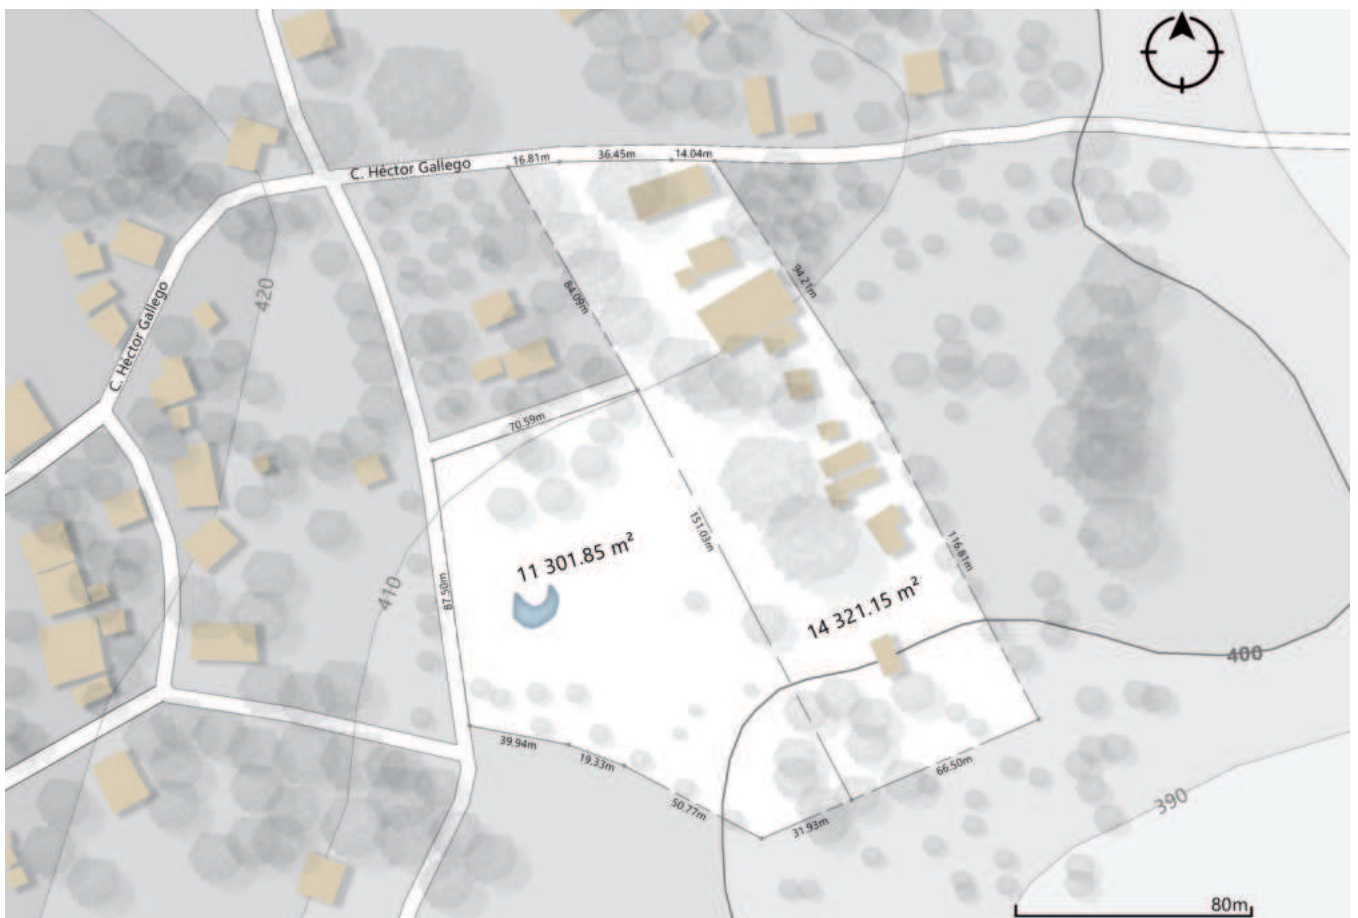 16.81m
36.45m
14.04m
C. Héctor Gallego
84.09m
94.21m
420
C. Héctor Gallego
70.59m
151.03m
116.81m
11 301.85 m²
410
87.50m
14 321.15 m²
400
39.94m
19.33m
66.50m
50.77m
31.93m
390
80m